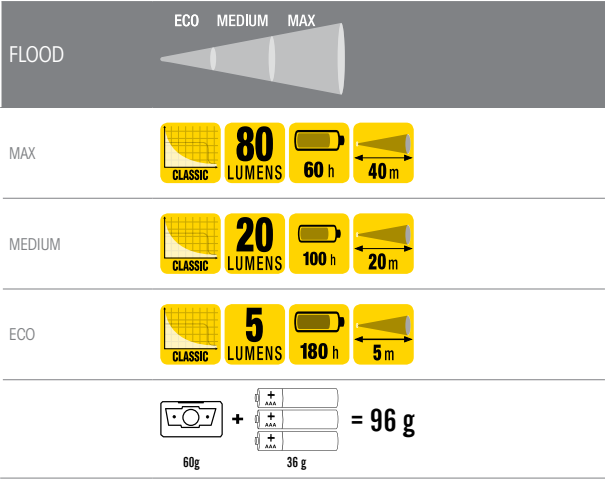 ECO MEDIUM MAX
FLOOD
MAX
CLASSIC
80
LUMENS
60 h
40 m
MEDIUM
CLASSIC
20
LUMENS
100 h
20 m
ECO
CLASSIC
5
LUMENS
180 h
5 m
+
AAA
+
AAA
+
AAA
+
= 96 g
60g
36 g